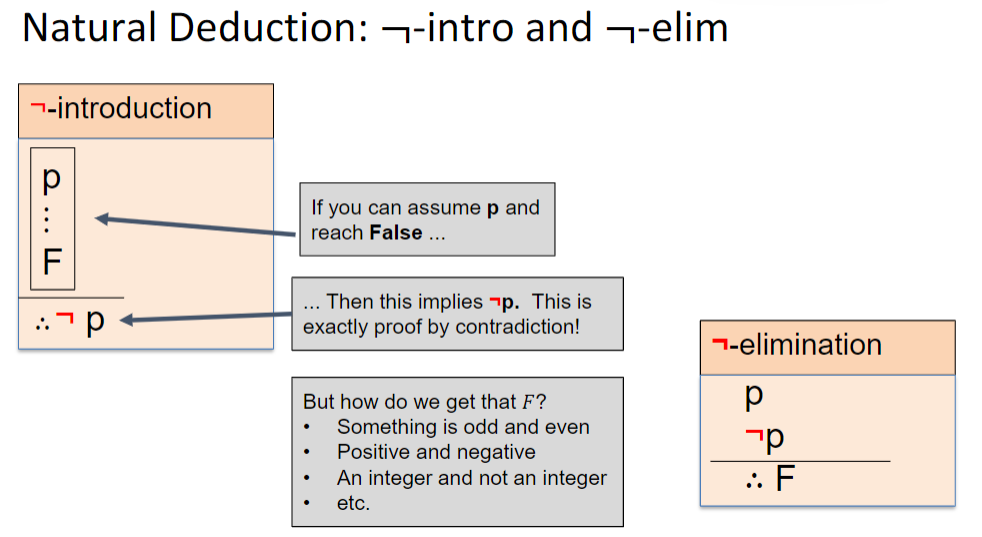 Natural Deduction: ¬-intro and ¬-elim
¬-introduction
p
⋮
F
∴ ¬ p
If you can assume p and
reach False ...
... Then this implies ¬p. This is
exactly proof by contradiction!
But how do we get that F?
• Something is odd and even
• Positive and negative
• An integer and not an integer
• etc.
¬-elimination
p
¬p
∴ F